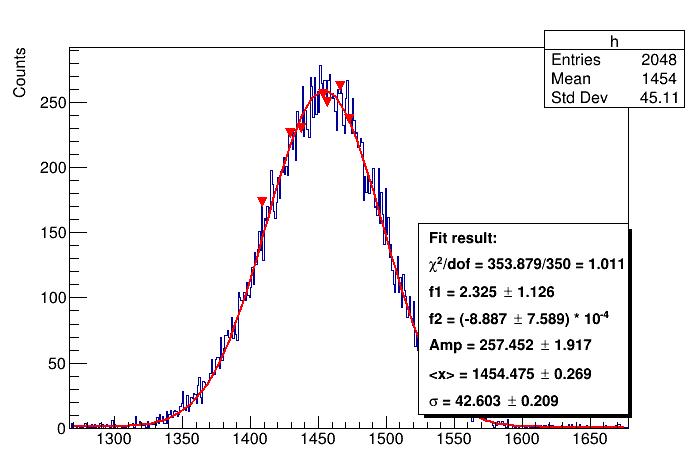 h
Entries 2048
Mean 1454
Std Dev 45.11
Counts
250
200
150
100
50
0
Fit result:
χ²/dof = 353.879/350 = 1.011
f1 = 2.325 ± 1.126
f2 = (-8.887 ± 7.589) * 10⁻⁴
Amp = 257.452 ± 1.917
<x> = 1454.475 ± 0.269
σ = 42.603 ± 0.209
1300 1350 1400 1450 1500 1550 1600 1650